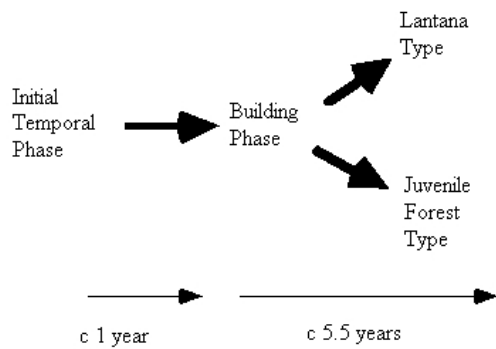 Lantana
Type
Initial
Temporal
Phase
Building
Phase
Juvenile
Forest
Type
c 1 year
c 5.5 years